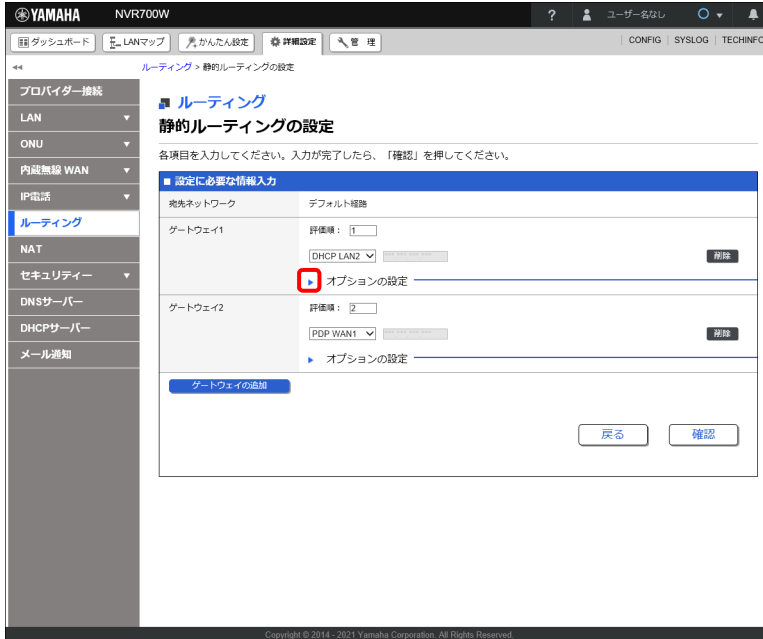 YAMAHA NVR700W ? ユーザー名なし
ダッシュボード LANマップ かんたん設定 詳細設定 管 理 CONFIG SYSLOG TECHINFO
ルーティング > 静的ルーティングの設定
プロバイダー接続
LAN
ONU
内蔵無線 WAN
IP電話
ルーティング
NAT
セキュリティー
DNSサーバー
DHCPサーバー
メール通知
ルーティング
静的ルーティングの設定
各項目を入力してください。入力が完了したら、「確認」を押してください。
■ 設定に必要な情報入力
宛先ネットワーク デフォルト経路
ゲートウェイ1 評価順： 1
DHCP LAN2 削除
オプションの設定
ゲートウェイ2 評価順： 2
PDP WAN1 削除
オプションの設定
ゲートウェイの追加
戻る 確認
Copyright © 2014 - 2021 Yamaha Corporation. All Rights Reserved.